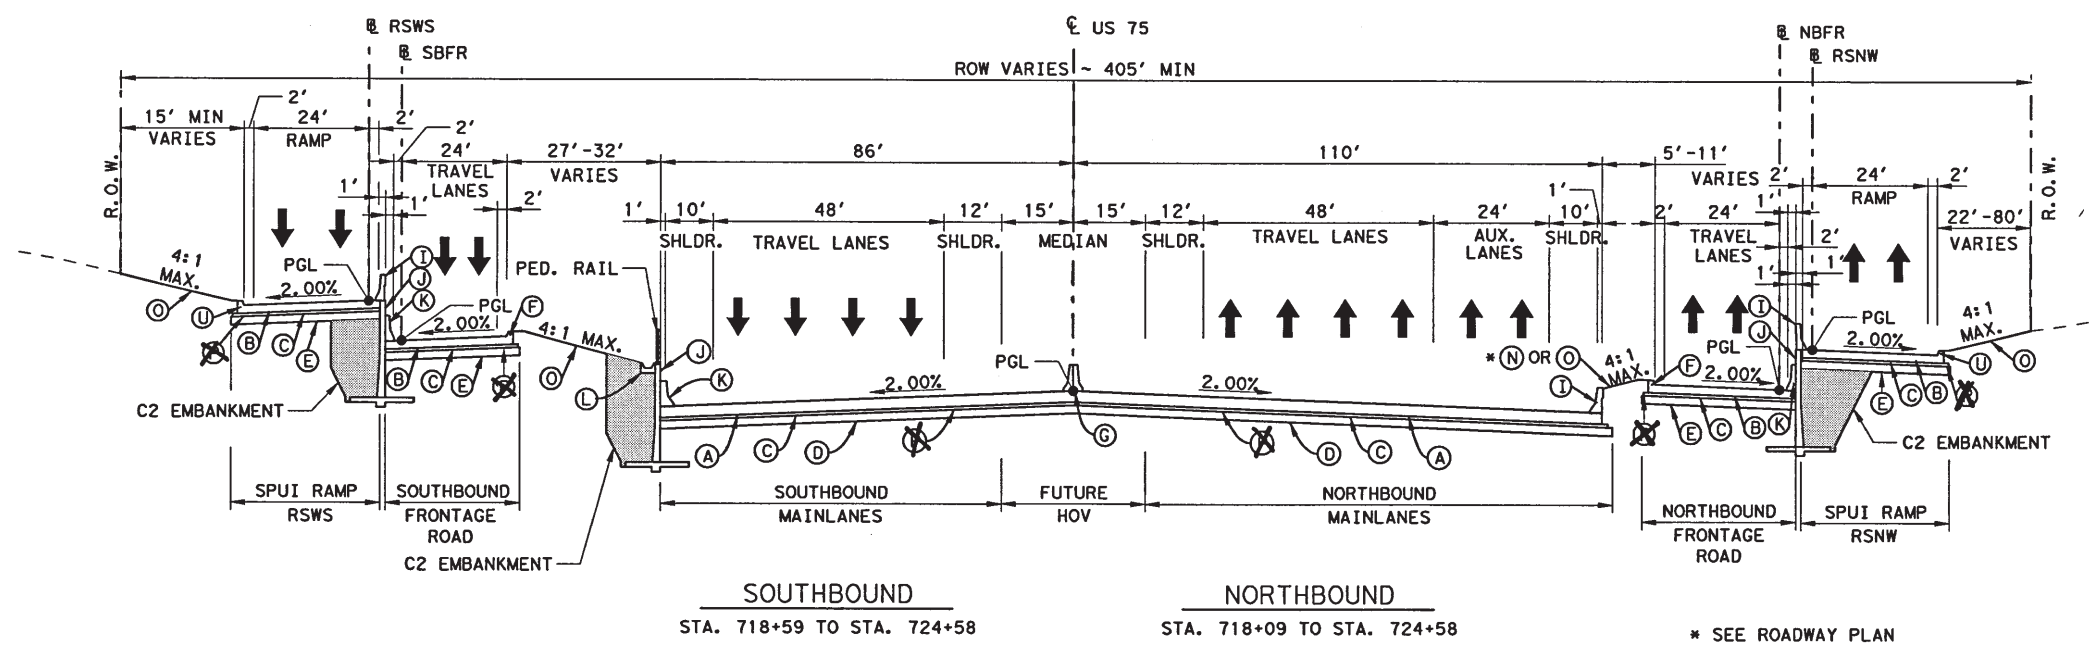 ℄ US 75
B̲L RSWS
B̲L SBFR
B̲L NBFR
B̲L RSNW
ROW VARIES ~ 405' MIN
2'
15' MIN
VARIES
24'
RAMP
2'
2'
24'
TRAVEL
LANES
27'-32'
VARIES
86'
110'
5'-11'
VARIES
2'
24'
RAMP
2'
R.O.W.
R.O.W.
1'
1'
2'
1'
10'
SHLDR.
48'
TRAVEL LANES
12'
SHLDR.
15'
15'
MEDIAN
12'
SHLDR.
48'
TRAVEL LANES
24'
AUX.
LANES
10'
SHLDR.
1'
2'
24'
TRAVEL
LANES
1'
2'
1'
1'
22'-80'
VARIES
4:1
MAX.
PGL
2.00%
I
J
K
PGL
2.00%
F
PED. RAIL
4:1
MAX.
O
U
B
C
E
B
C
E
O
L
J
K
C2 EMBANKMENT
PGL
2.00%
2.00%
* N OR O
4:1
MAX.
I
F
PGL
2.00%
I
J
PGL
2.00%
4:1
MAX.
U
O
A
C
D
G
D
C
A
E
C
B
K
E
C
B
C2 EMBANKMENT
C2 EMBANKMENT
SPUI RAMP
RSWS
SOUTHBOUND
FRONTAGE
ROAD
SOUTHBOUND
MAINLANES
FUTURE
HOV
NORTHBOUND
MAINLANES
NORTHBOUND
FRONTAGE
ROAD
SPUI RAMP
RSNW
SOUTHBOUND
STA. 718+59 TO STA. 724+58
NORTHBOUND
STA. 718+09 TO STA. 724+58
* SEE ROADWAY PLAN